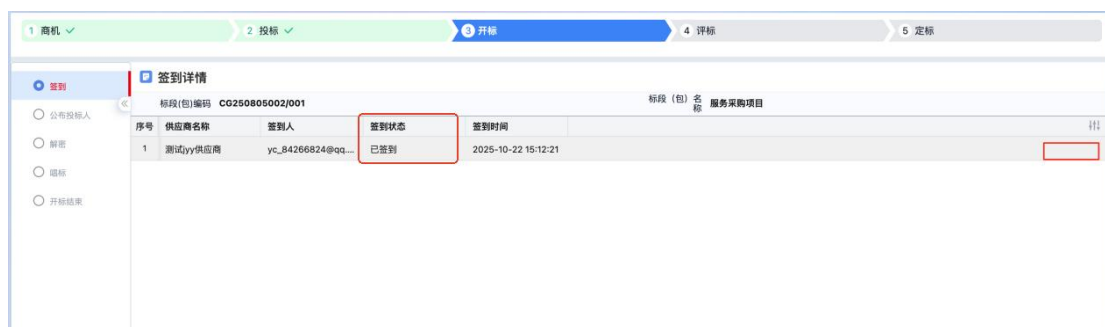 1 商机 2 投标 3 开标 4 评标 5 定标
签到
签到详情
标段(包)编码 CG250805002/001 标段（包）名称 服务采购项目
公布投标人
序号 供应商名称 签到人 签到状态 签到时间
解密
1 测试jyy供应商 yc_84266824@qq.... 已签到 2025-10-22 15:12:21
唱标
开标结束